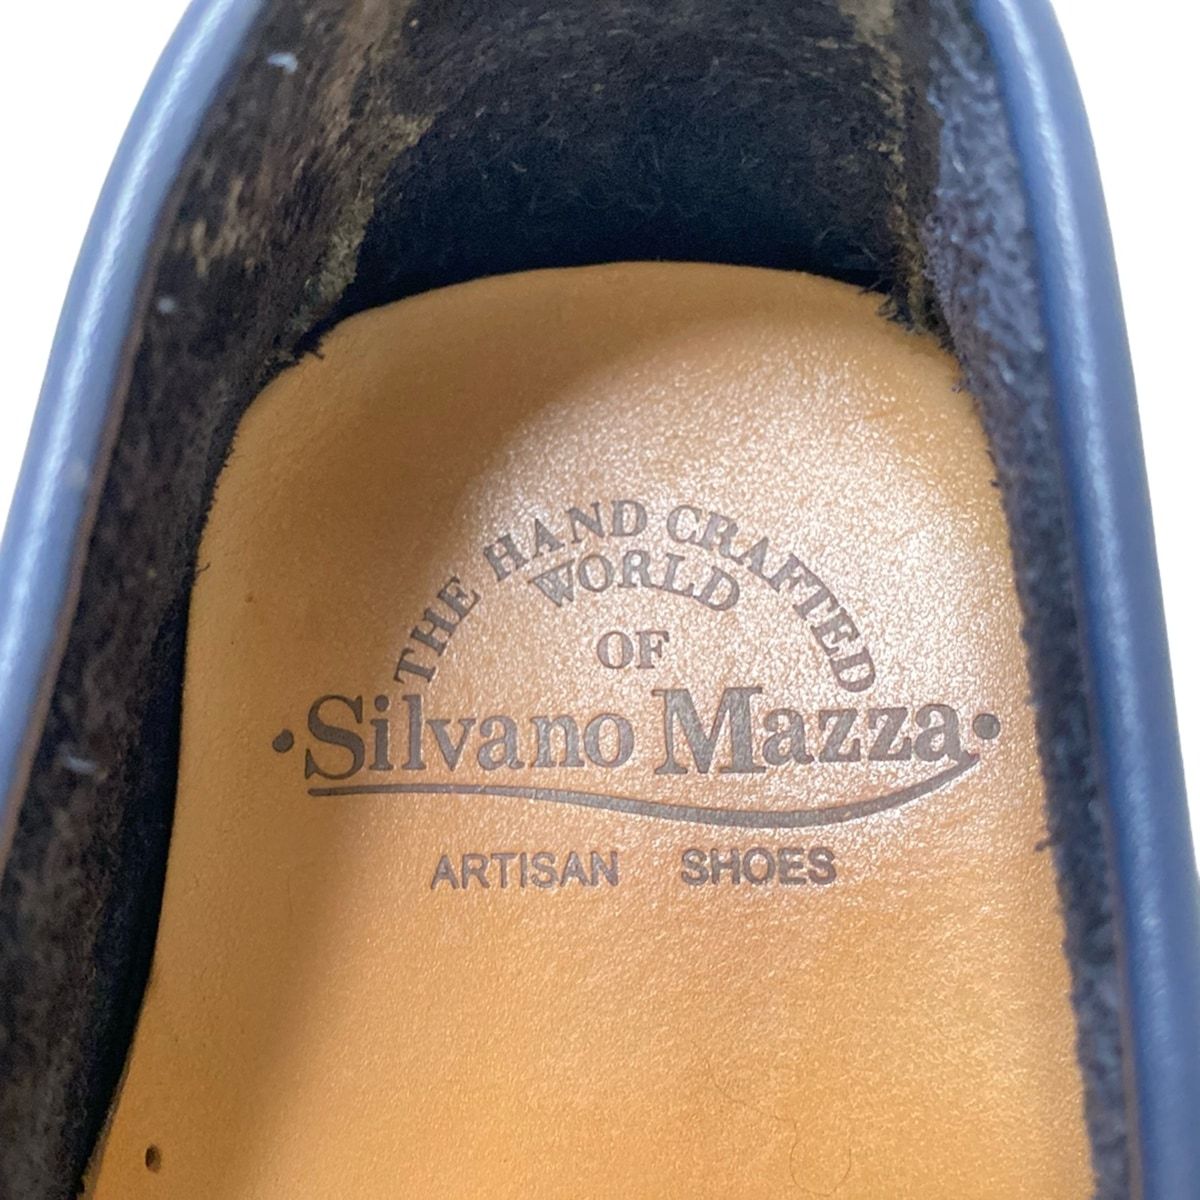 THE HAND CRAFTED
WORLD
OF
·Silvano Mazza·
ARTISAN SHOES